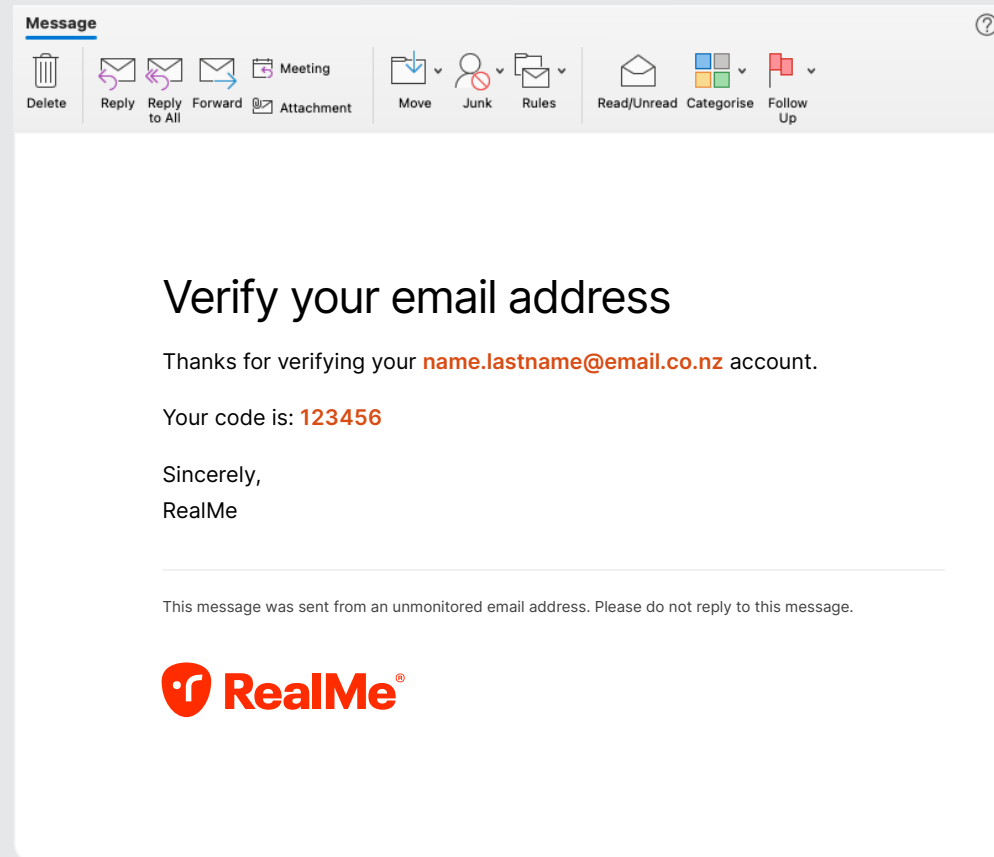 Message
Delete
Reply
Reply to All
Forward
Meeting
Attachment
Move
Junk
Rules
Read/Unread
Categorise
Follow Up
Verify your email address
Thanks for verifying your name.lastname@email.co.nz account.
Your code is: 123456
Sincerely,
RealMe
This message was sent from an unmonitored email address. Please do not reply to this message.
RealMe®